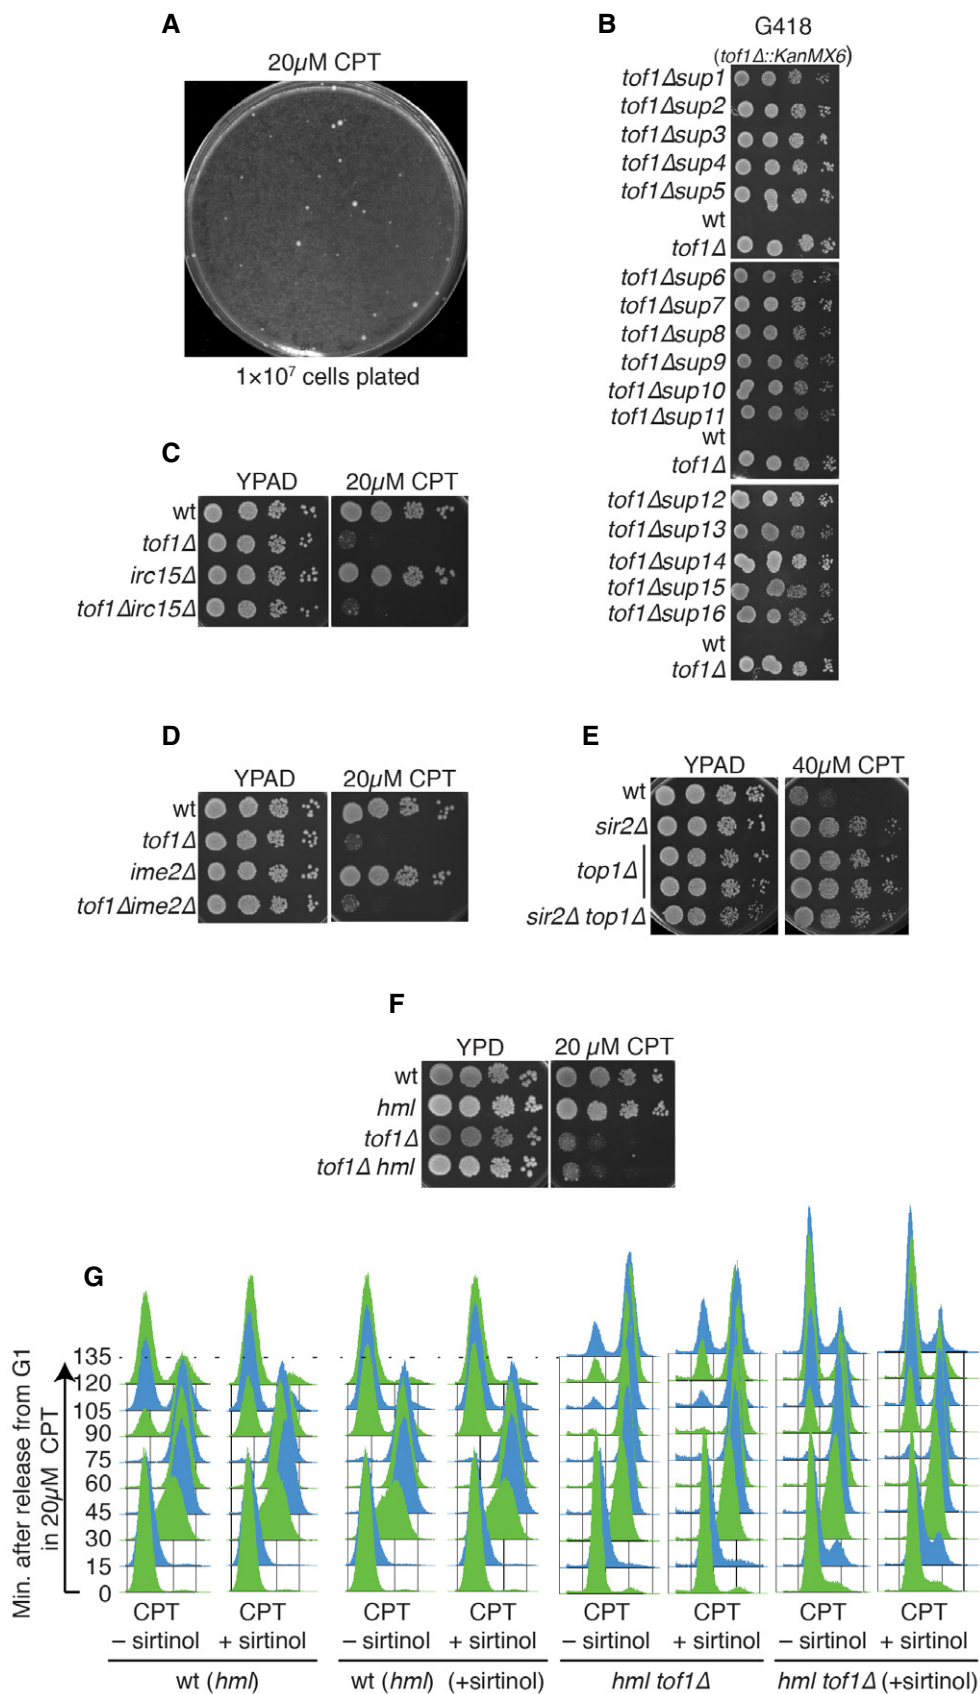 A
20µM CPT
1×10⁷ cells plated
B
G418
(tof1Δ::KanMX6)
tof1Δsup1
tof1Δsup2
tof1Δsup3
tof1Δsup4
tof1Δsup5
wt
tof1Δ
tof1Δsup6
tof1Δsup7
tof1Δsup8
tof1Δsup9
tof1Δsup10
tof1Δsup11
wt
tof1Δ
tof1Δsup12
tof1Δsup13
tof1Δsup14
tof1Δsup15
tof1Δsup16
wt
tof1Δ
C
YPAD 20µM CPT
wt
tof1Δ
irc15Δ
tof1Δirc15Δ
D
YPAD 20µM CPT
wt
tof1Δ
ime2Δ
tof1Δime2Δ
E
YPAD 40µM CPT
wt
sir2Δ
top1Δ
sir2Δ top1Δ
F
YPD 20 µM CPT
wt
hml
tof1Δ
tof1Δ hml
G
Min. after release from G1
in 20µM CPT
135
120
105
90
75
60
45
30
15
0
CPT CPT CPT CPT CPT CPT CPT CPT
– sirtinol + sirtinol – sirtinol + sirtinol – sirtinol + sirtinol – sirtinol + sirtinol
wt (hml) wt (hml) (+sirtinol) hml tof1Δ hml tof1Δ (+sirtinol)